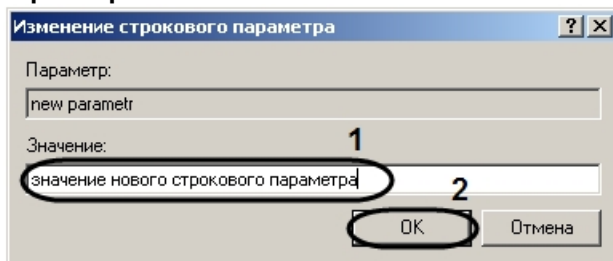 Изменение строкового параметра
Параметр:
new parametr
Значение:
1
значение нового строкового параметра
2
OK
Отмена